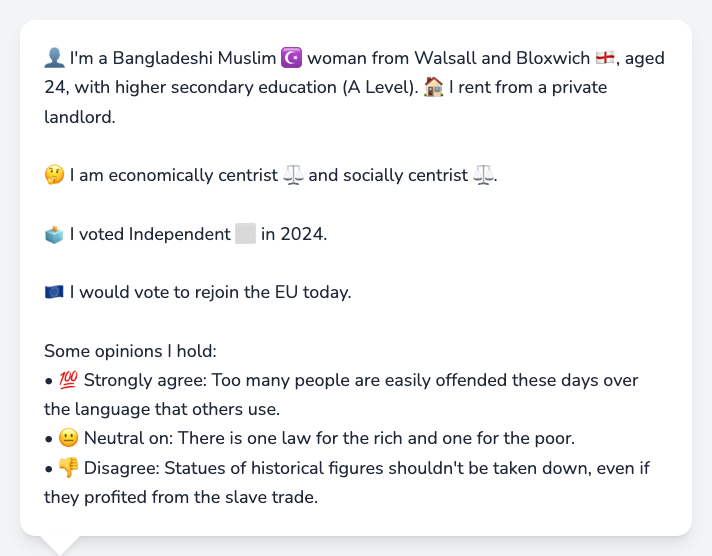 👤 I'm a Bangladeshi Muslim ☪️ woman from Walsall and Bloxwich 🏴󠁧󠁢󠁥󠁮󠁧󠁿, aged
24, with higher secondary education (A Level). 🏠 I rent from a private
landlord.
🤔 I am economically centrist ⚖️ and socially centrist ⚖️.
🗳️ I voted Independent ⬜ in 2024.
🇪🇺 I would vote to rejoin the EU today.
Some opinions I hold:
• 💯 Strongly agree: Too many people are easily offended these days over
the language that others use.
• 😐 Neutral on: There is one law for the rich and one for the poor.
• 👎 Disagree: Statues of historical figures shouldn't be taken down, even if
they profited from the slave trade.